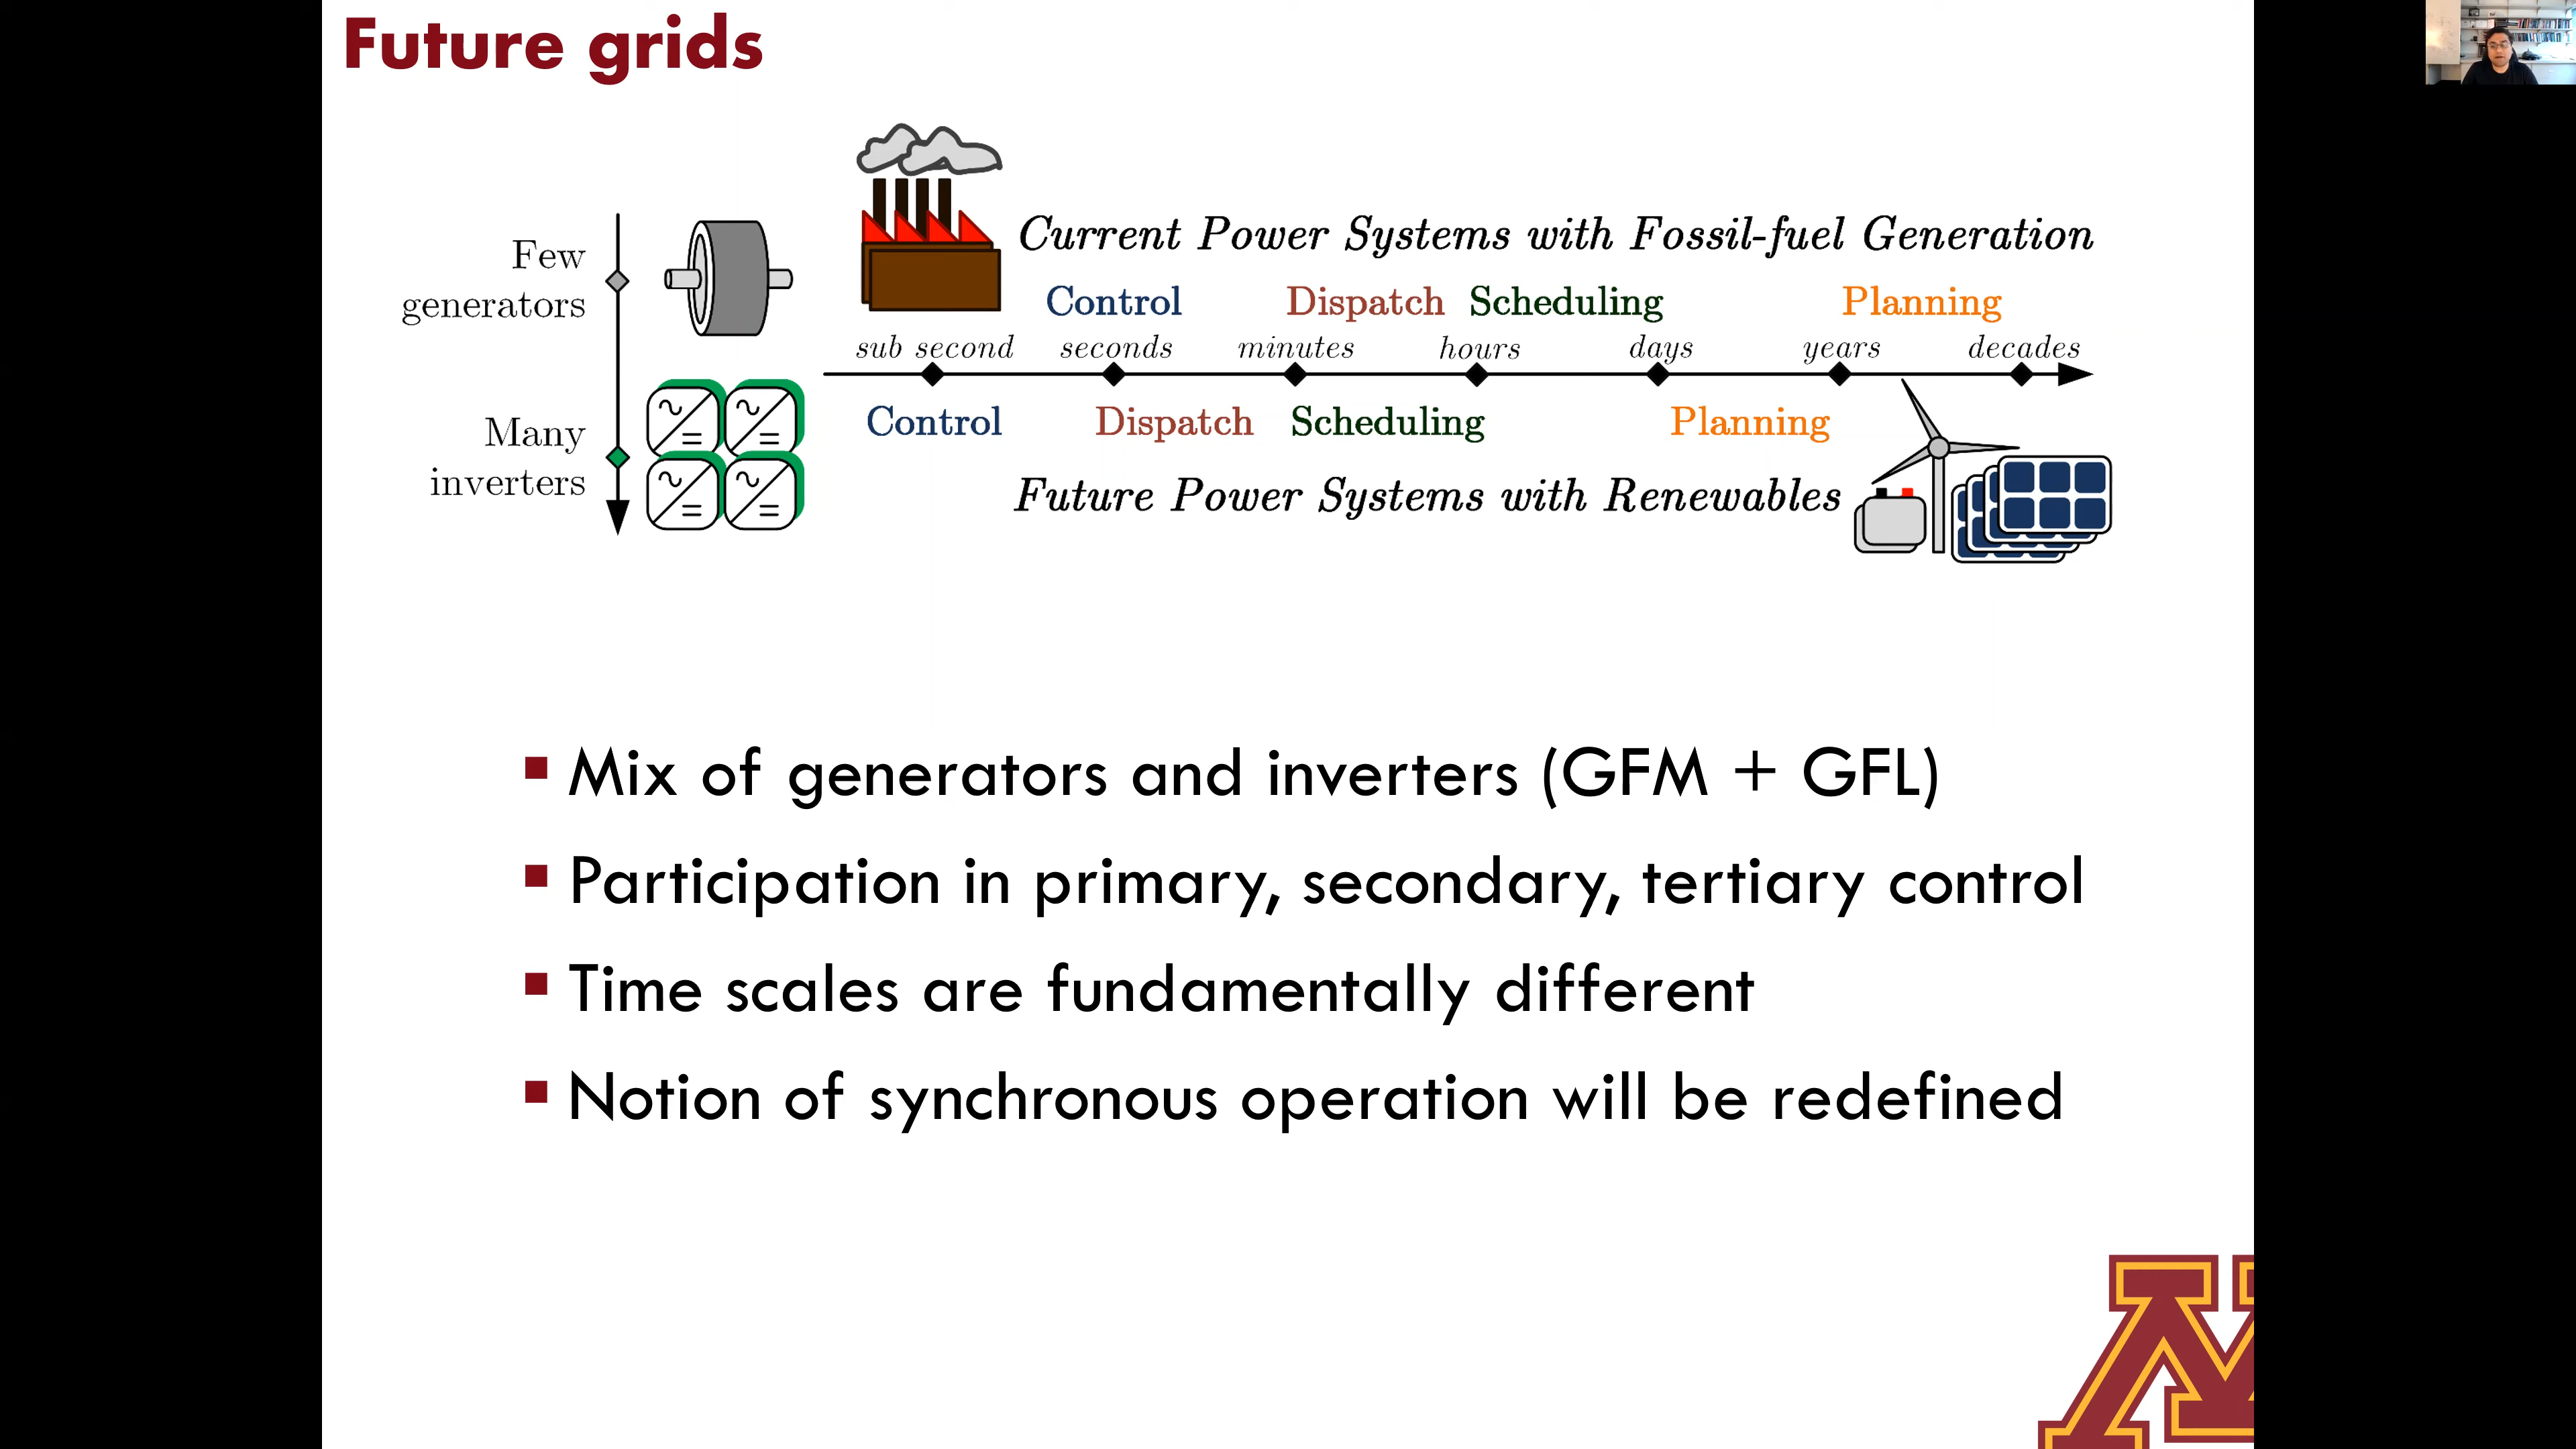 Future grids
Few
generators
Many
inverters
Current Power Systems with Fossil-fuel Generation
Control Dispatch Scheduling Planning
sub second seconds minutes hours days years decades
Control Dispatch Scheduling Planning
Future Power Systems with Renewables
Mix of generators and inverters (GFM + GFL)
Participation in primary, secondary, tertiary control
Time scales are fundamentally different
Notion of synchronous operation will be redefined